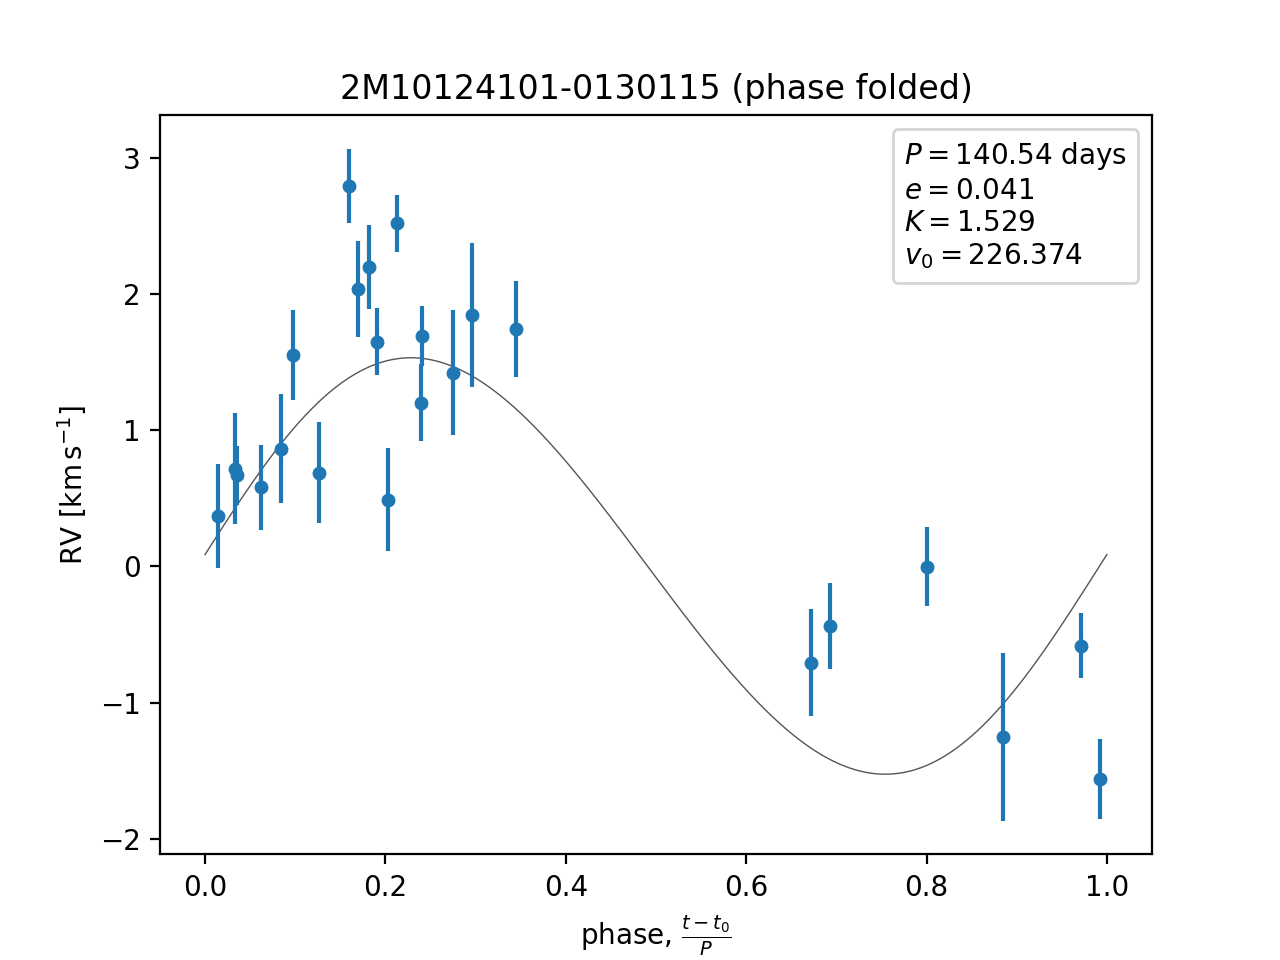 2M10124101-0130115 (phase folded)
P = 140.54 days
e = 0.041
K = 1.529
v₀ = 226.374
RV [km s⁻¹]
3
2
1
0
−1
−2
0.0 0.2 0.4 0.6 0.8 1.0
phase, (t − t₀)/P